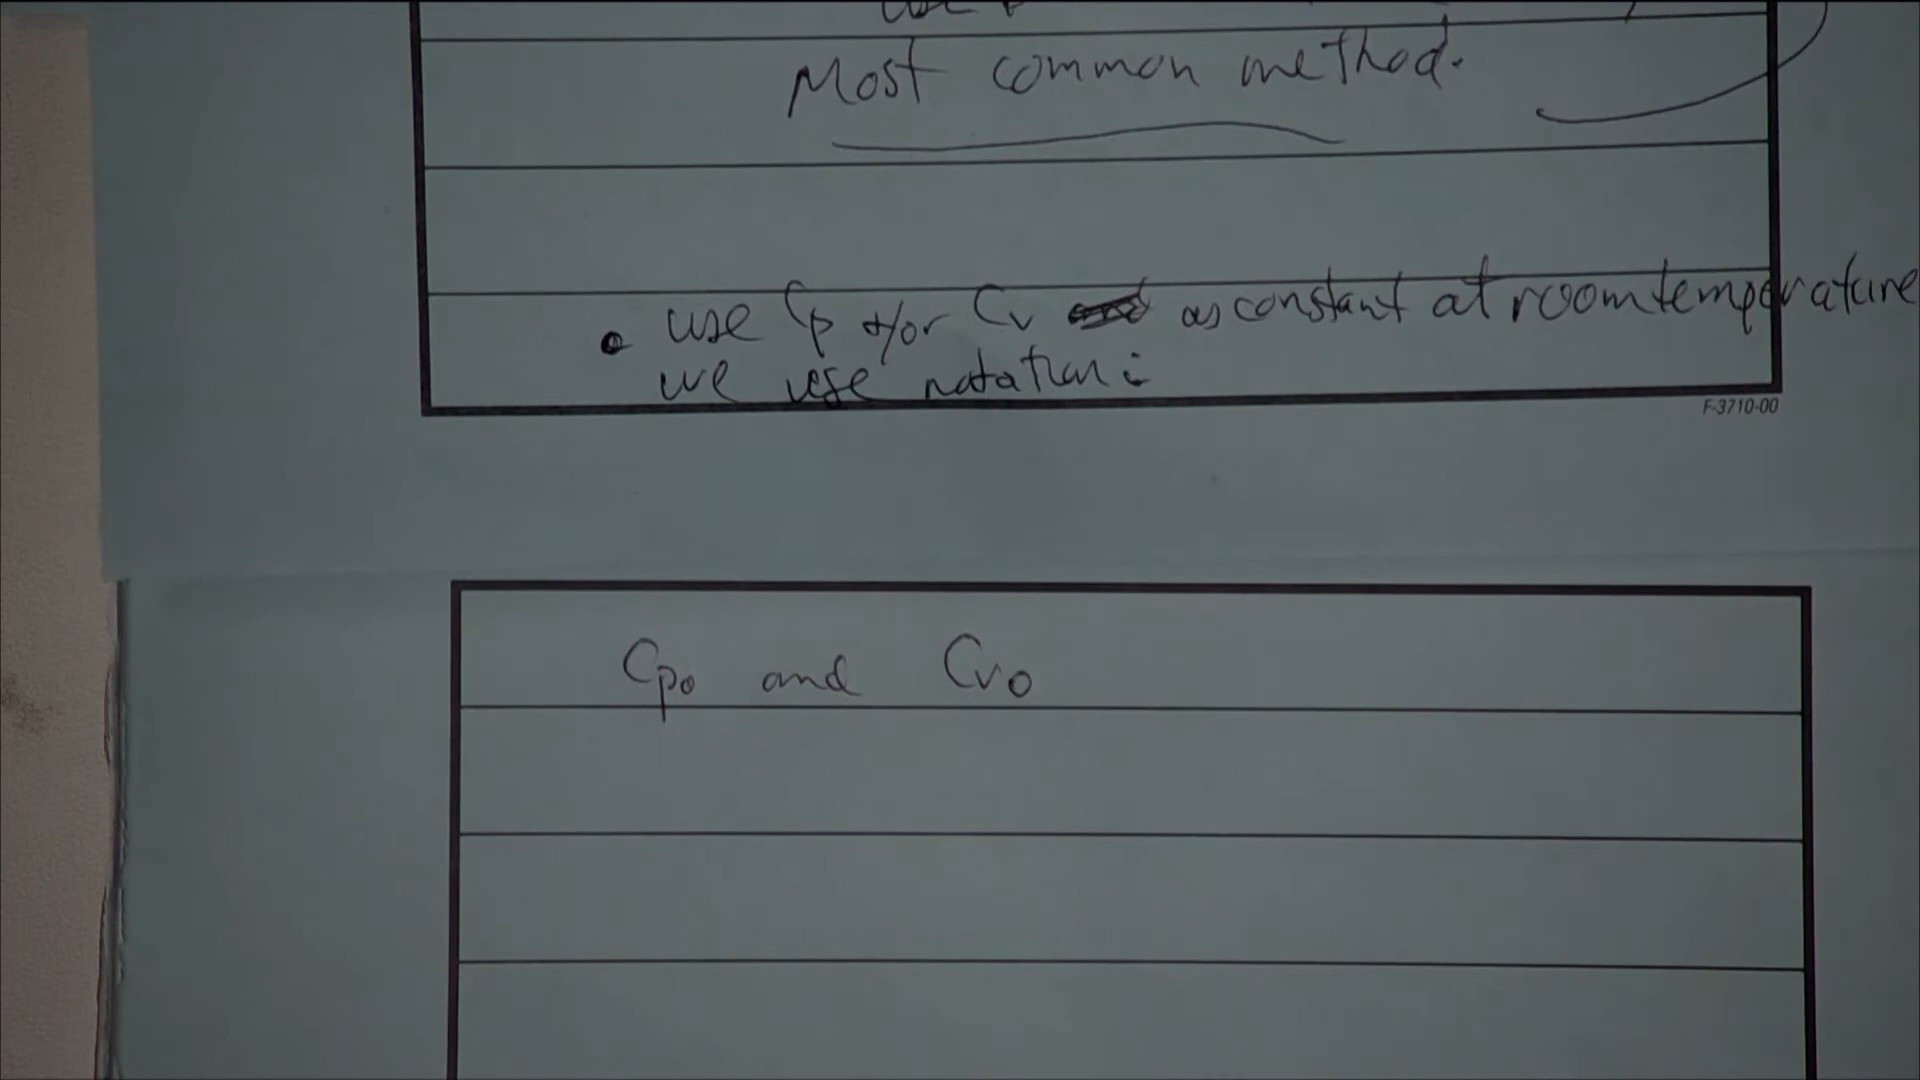 Most common method.
• use Cp +/or Cv as constant at room temperature
we use notation:
F-3710-00
Cpo and Cvo